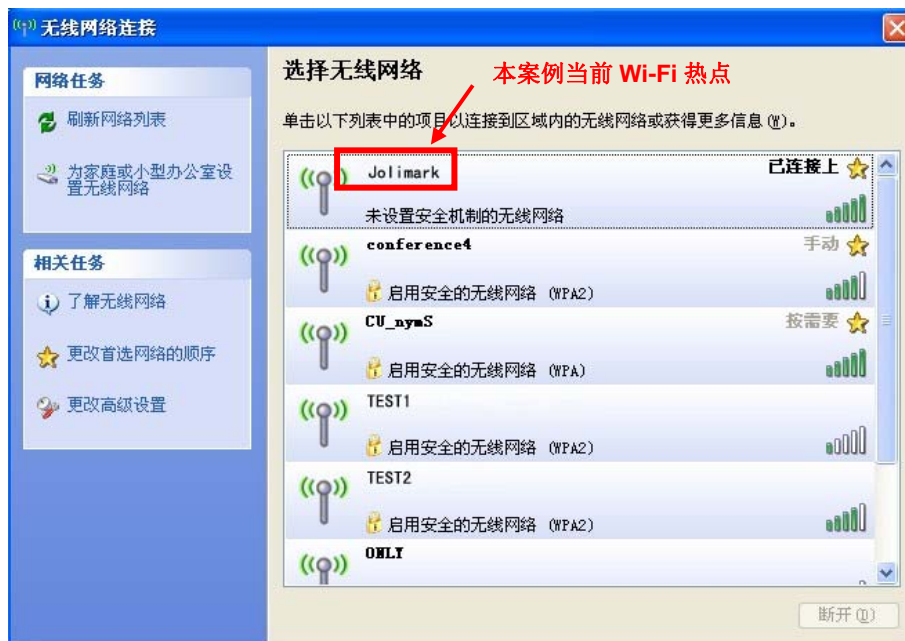 无线网络连接
网络任务
刷新网络列表
为家庭或小型办公室设
置无线网络
相关任务
了解无线网络
更改首选网络的顺序
更改高级设置
选择无线网络
本案例当前 Wi-Fi 热点
单击以下列表中的项目以连接到区域内的无线网络或获得更多信息(W)。
Jolimark 已连接上
未设置安全机制的无线网络
conference4 手动
启用安全的无线网络 (WPA2)
CU_nymS 按需要
启用安全的无线网络 (WPA)
TEST1
启用安全的无线网络 (WPA2)
TEST2
启用安全的无线网络 (WPA2)
ONLY
断开(D)